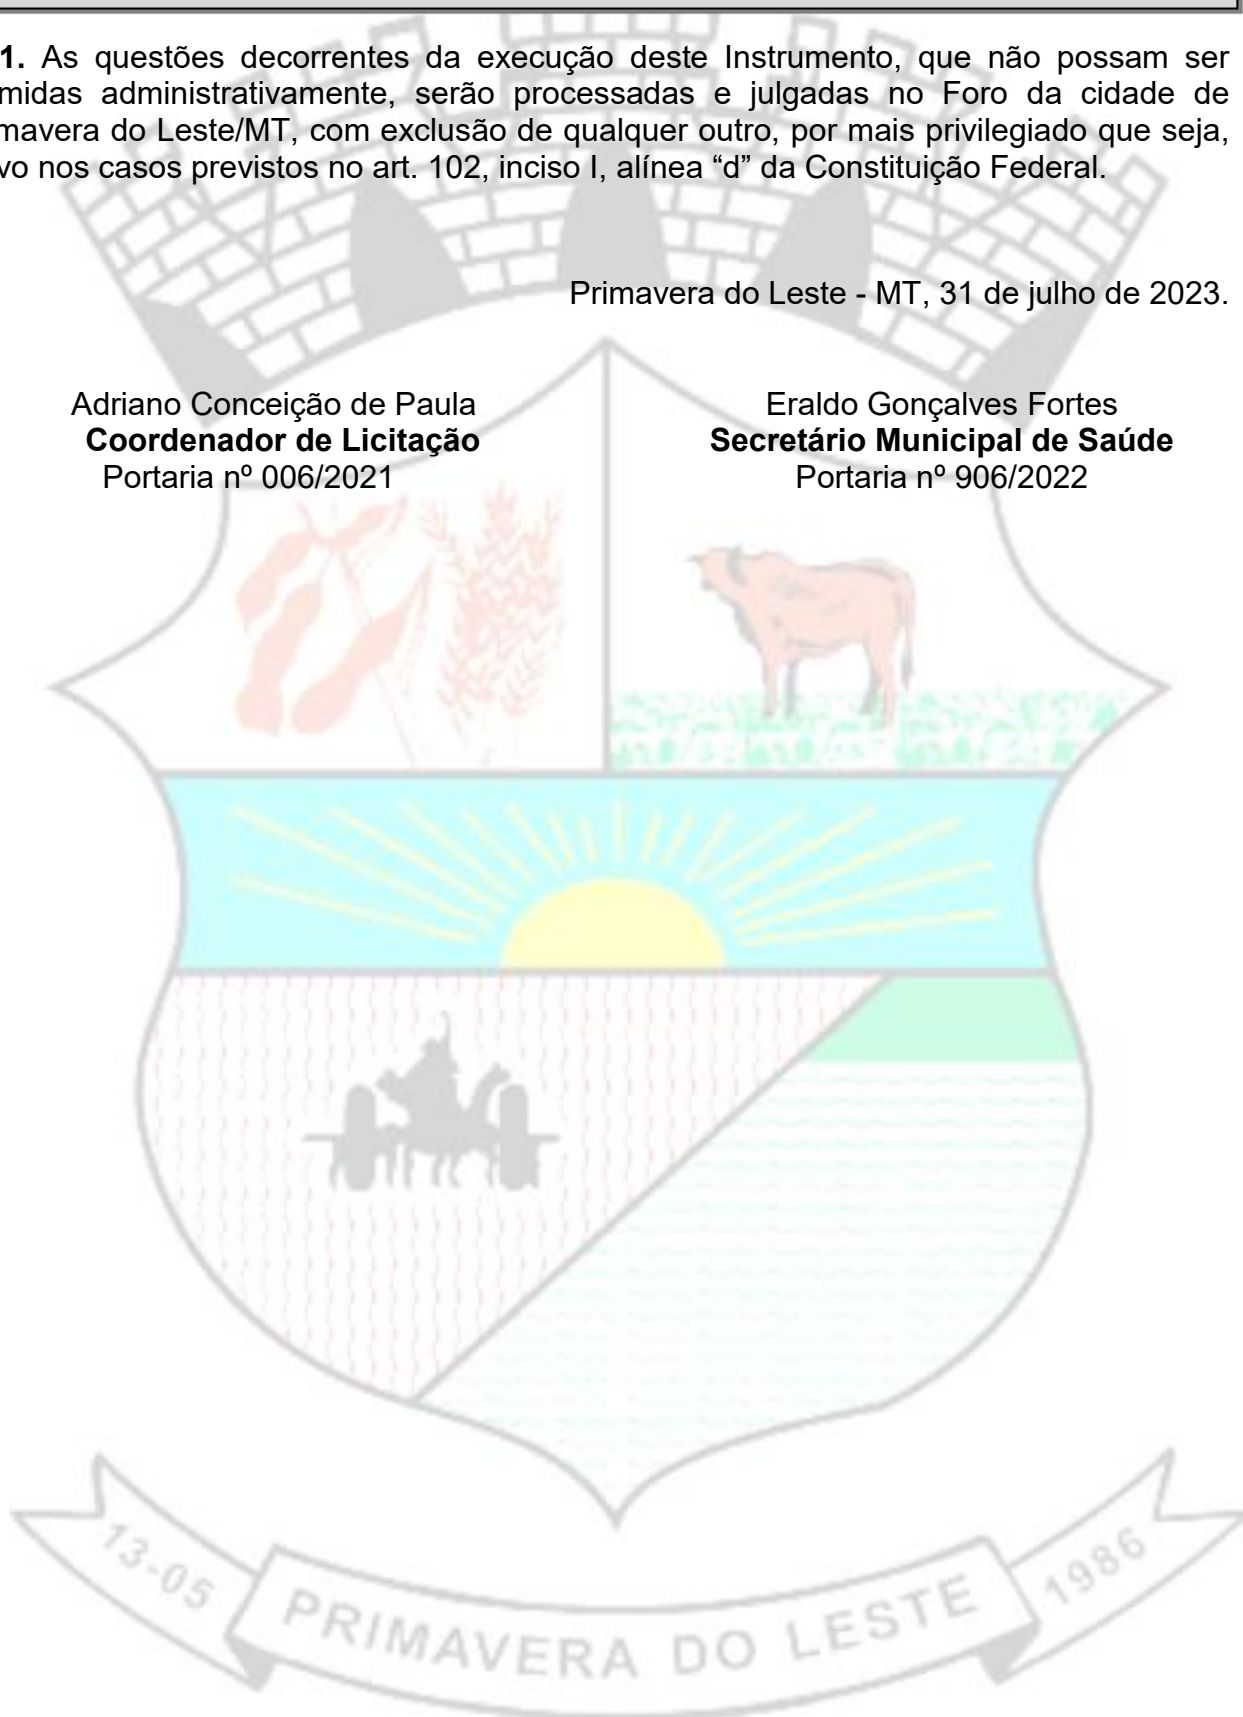 1. As questões decorrentes da execução deste Instrumento, que não possam ser
midas administrativamente, serão processadas e julgadas no Foro da cidade de
mavera do Leste/MT, com exclusão de qualquer outro, por mais privilegiado que seja,
vo nos casos previstos no art. 102, inciso I, alínea “d” da Constituição Federal.
Primavera do Leste - MT, 31 de julho de 2023.
Adriano Conceição de Paula Eraldo Gonçalves Fortes
Coordenador de Licitação Secretário Municipal de Saúde
Portaria nº 006/2021 Portaria nº 906/2022
13-05 PRIMAVERA DO LESTE 1986